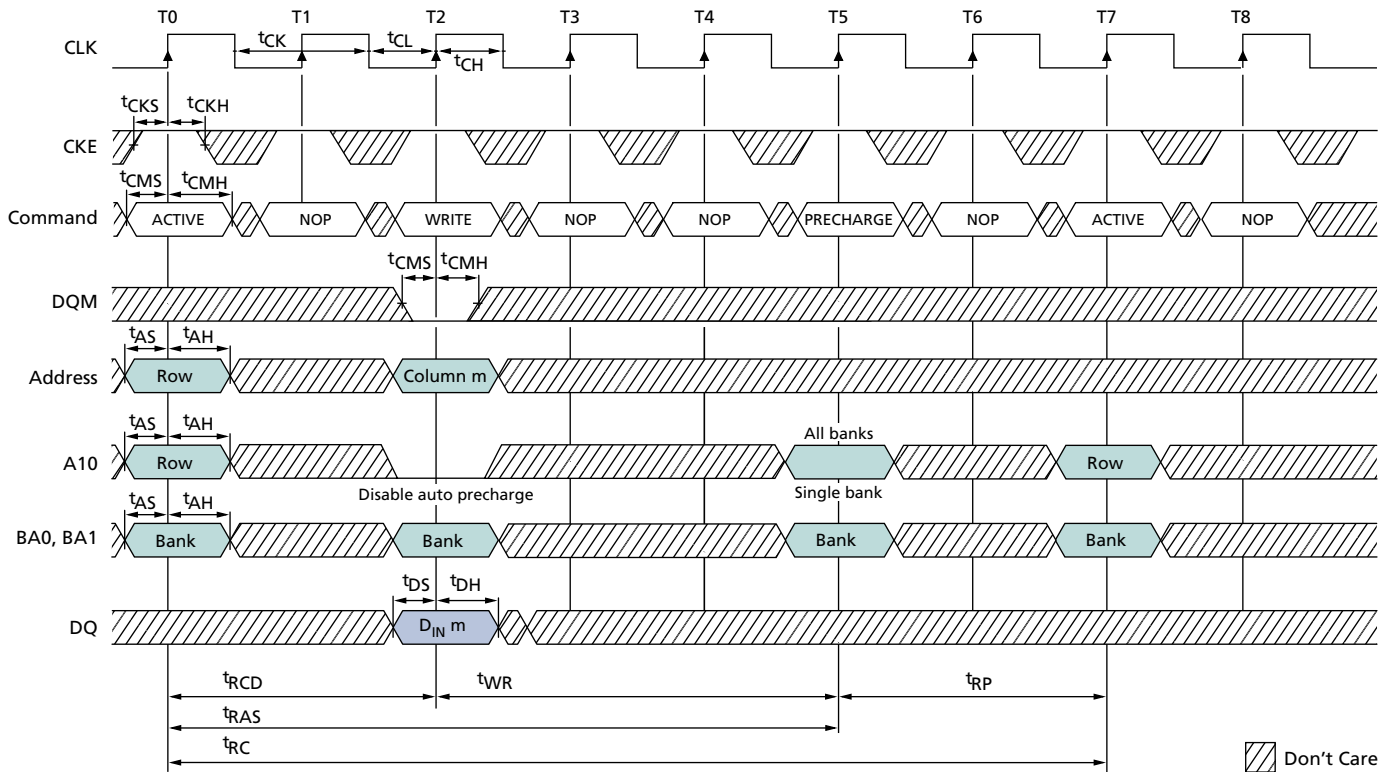 T0 T1 T2 T3 T4 T5 T6 T7 T8
CLK
tCK tCL
tCH
tCKS tCKH
CKE
tCMS tCMH
Command ACTIVE NOP WRITE NOP NOP PRECHARGE NOP ACTIVE NOP
tCMS tCMH
DQM
tAS tAH
Address Row Column m
tAS tAH All banks
A10 Row Row
Disable auto precharge Single bank
tAS tAH
BA0, BA1 Bank Bank Bank Bank
tDS tDH
DQ DIN m
tRCD tWR tRP
tRAS
tRC
Don't Care